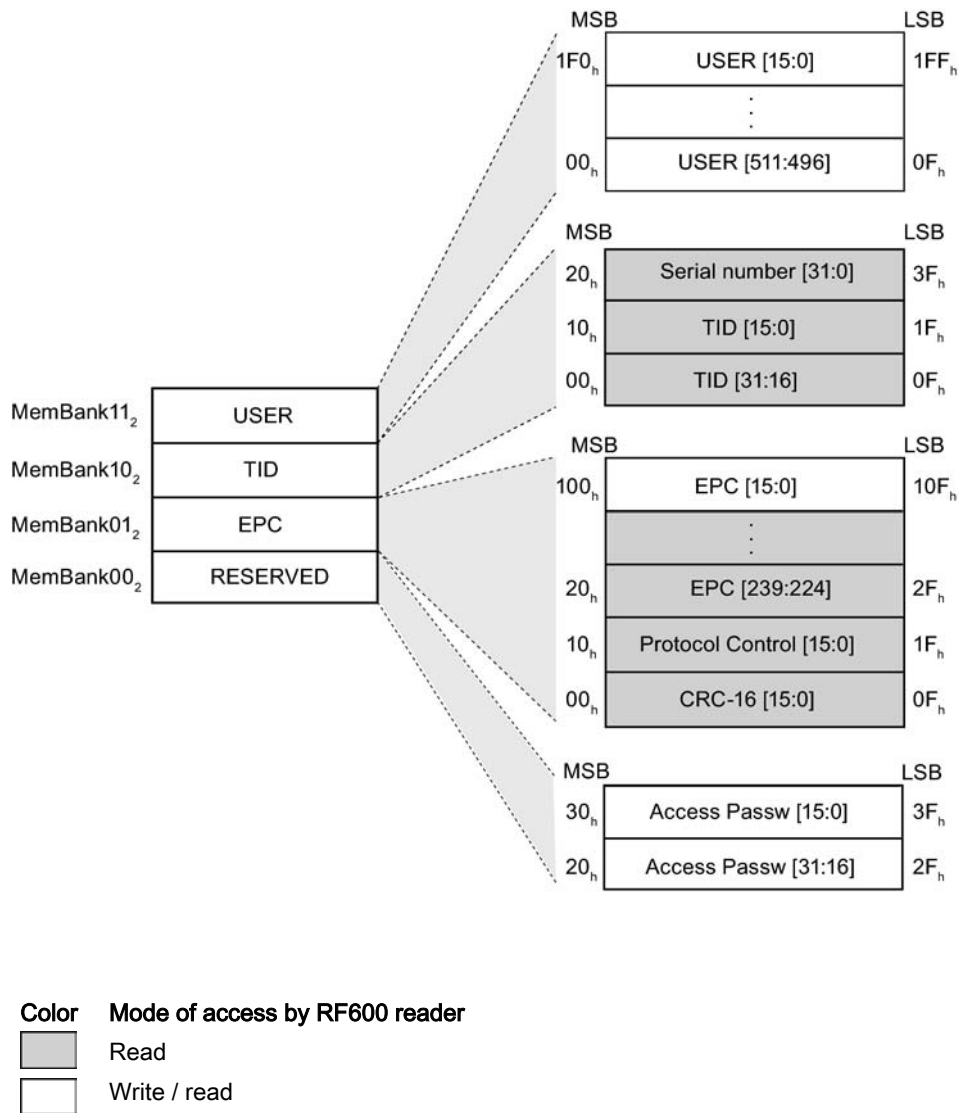 MSB LSB
1F0h USER [15:0] 1FFh
⋮
00h USER [511:496] 0Fh
MSB LSB
20h Serial number [31:0] 3Fh
10h TID [15:0] 1Fh
00h TID [31:16] 0Fh
MemBank11₂ USER
MemBank10₂ TID
MemBank01₂ EPC
MemBank00₂ RESERVED
MSB LSB
100h EPC [15:0] 10Fh
⋮
20h EPC [239:224] 2Fh
10h Protocol Control [15:0] 1Fh
00h CRC-16 [15:0] 0Fh
MSB LSB
30h Access Passw [15:0] 3Fh
20h Access Passw [31:16] 2Fh
Color Mode of access by RF600 reader
Read
Write / read